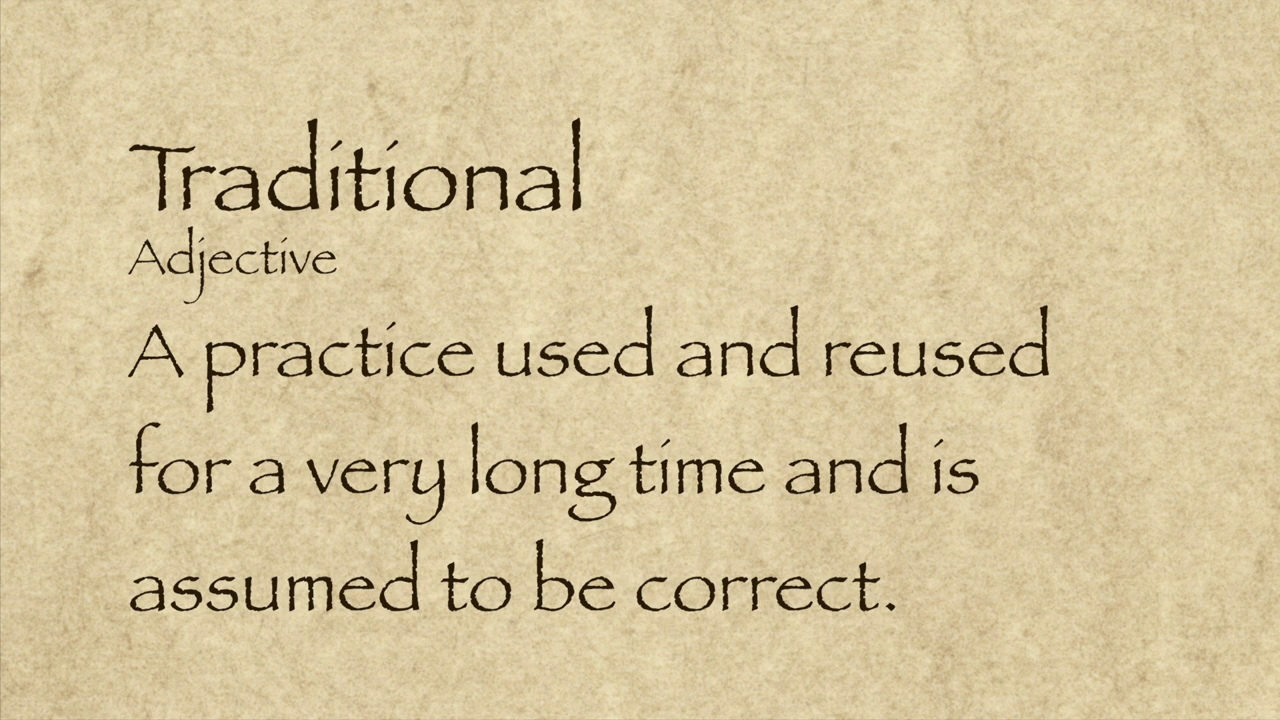 Traditional
Adjective
A practice used and reused
for a very long time and is
assumed to be correct.